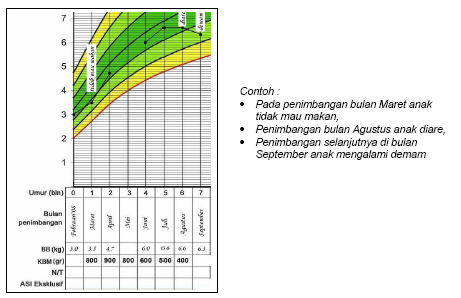 7
6
5
4
3
2
1
tidak mau makan
diare
demam
Umur (bln) 0 1 2 3 4 5 6 7
Bulan penimbangan Februari'08 Maret April Mei Juni Juli Agustus September
BB (kg) 3.0 3.5 4.7 6.0 6.6 6.6 6.3
KBM (gr) 800 900 800 600 500 400
N/T
ASI Eksklusif
Contoh :
• Pada penimbangan bulan Maret anak
tidak mau makan,
• Penimbangan bulan Agustus anak diare,
• Penimbangan selanjutnya di bulan
September anak mengalami demam